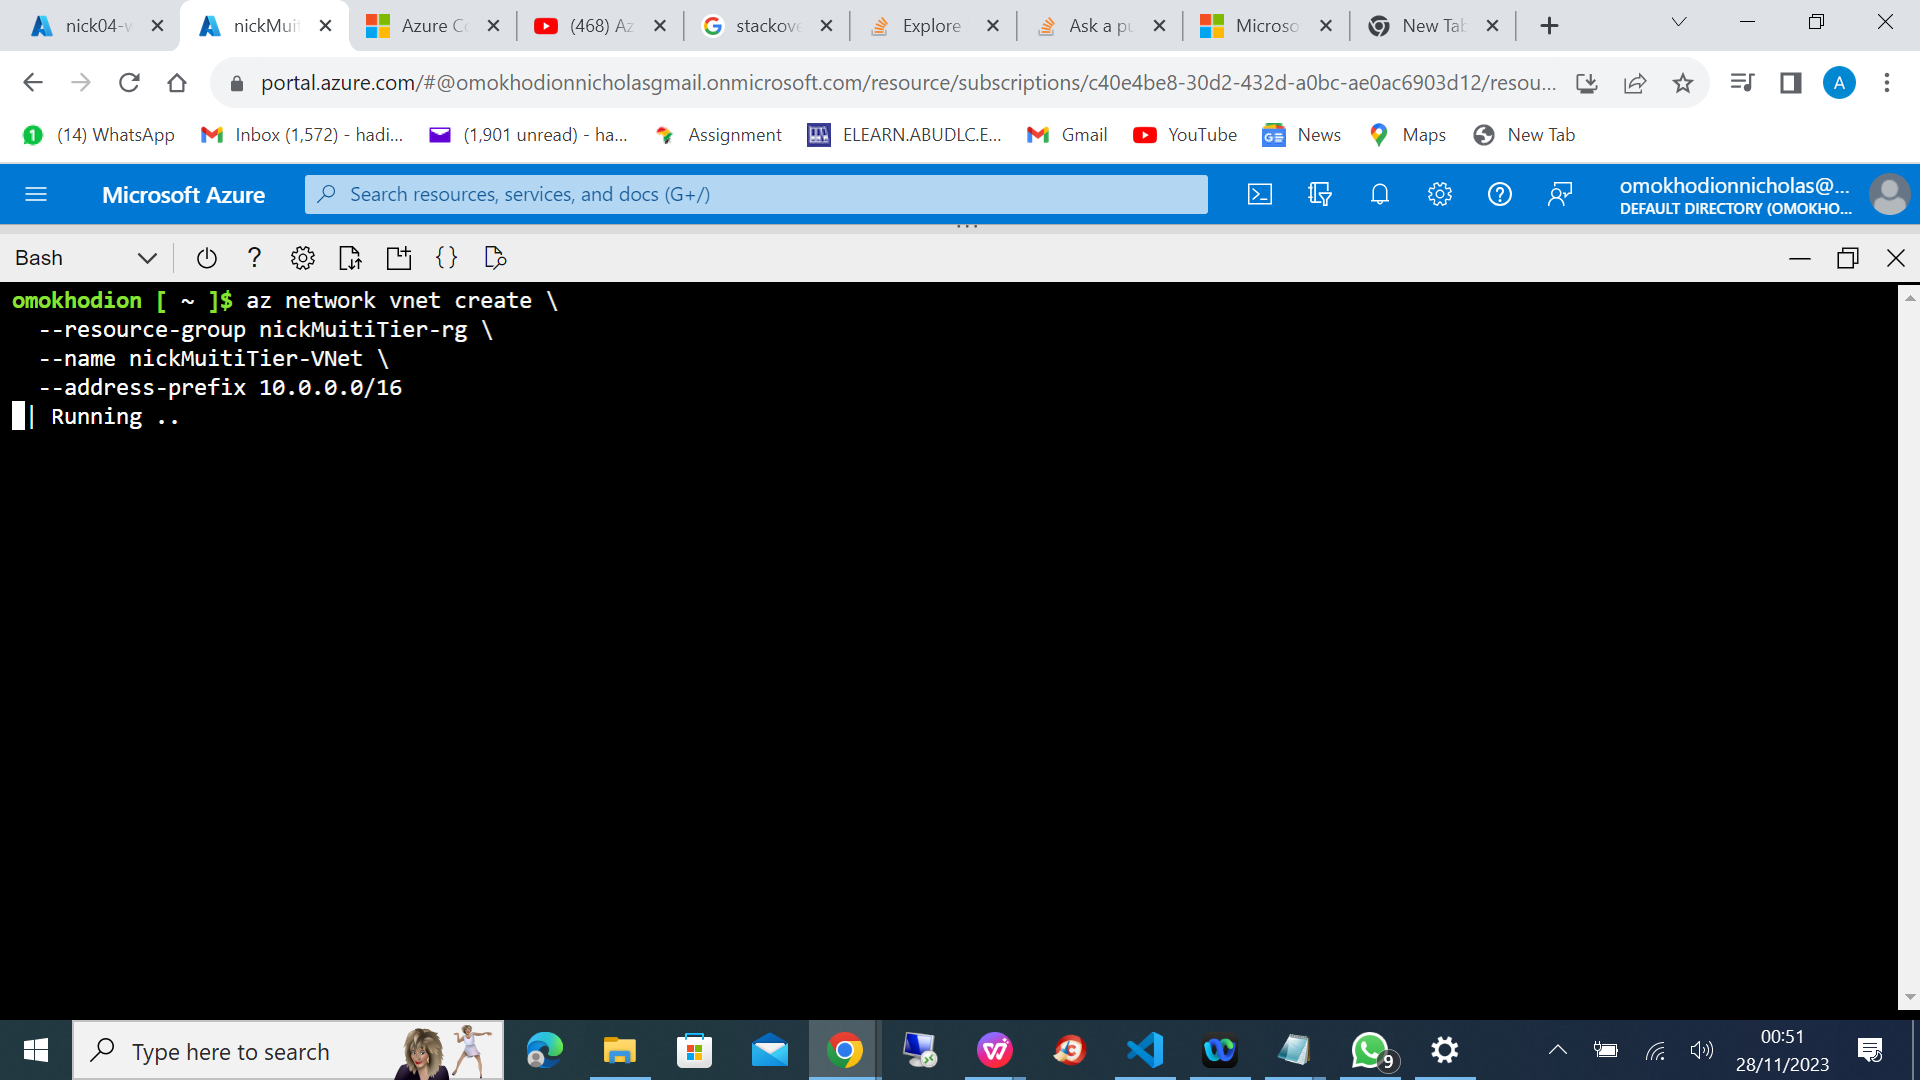 nick04-w
nickMuit
Azure Co
(468) Az
stackove
Explore
Ask a pu
Microso
New Tab
portal.azure.com/#@omokhodionnicholasgmail.onmicrosoft.com/resource/subscriptions/c40e4be8-30d2-432d-a0bc-ae0ac6903d12/resou...
A
1
(14) WhatsApp
Inbox (1,572) - hadi...
(1,901 unread) - ha...
Assignment
ELEARN.ABUDLC.E...
Gmail
YouTube
News
Maps
New Tab
Microsoft Azure
Search resources, services, and docs (G+/)
omokhodionnicholas@...
DEFAULT DIRECTORY (OMOKHO...
Bash
omokhodion [ ~ ]$ az network vnet create \
--resource-group nickMuitiTier-rg \
--name nickMuitiTier-VNet \
--address-prefix 10.0.0.0/16
| Running ..
Type here to search
9
00:51
28/11/2023